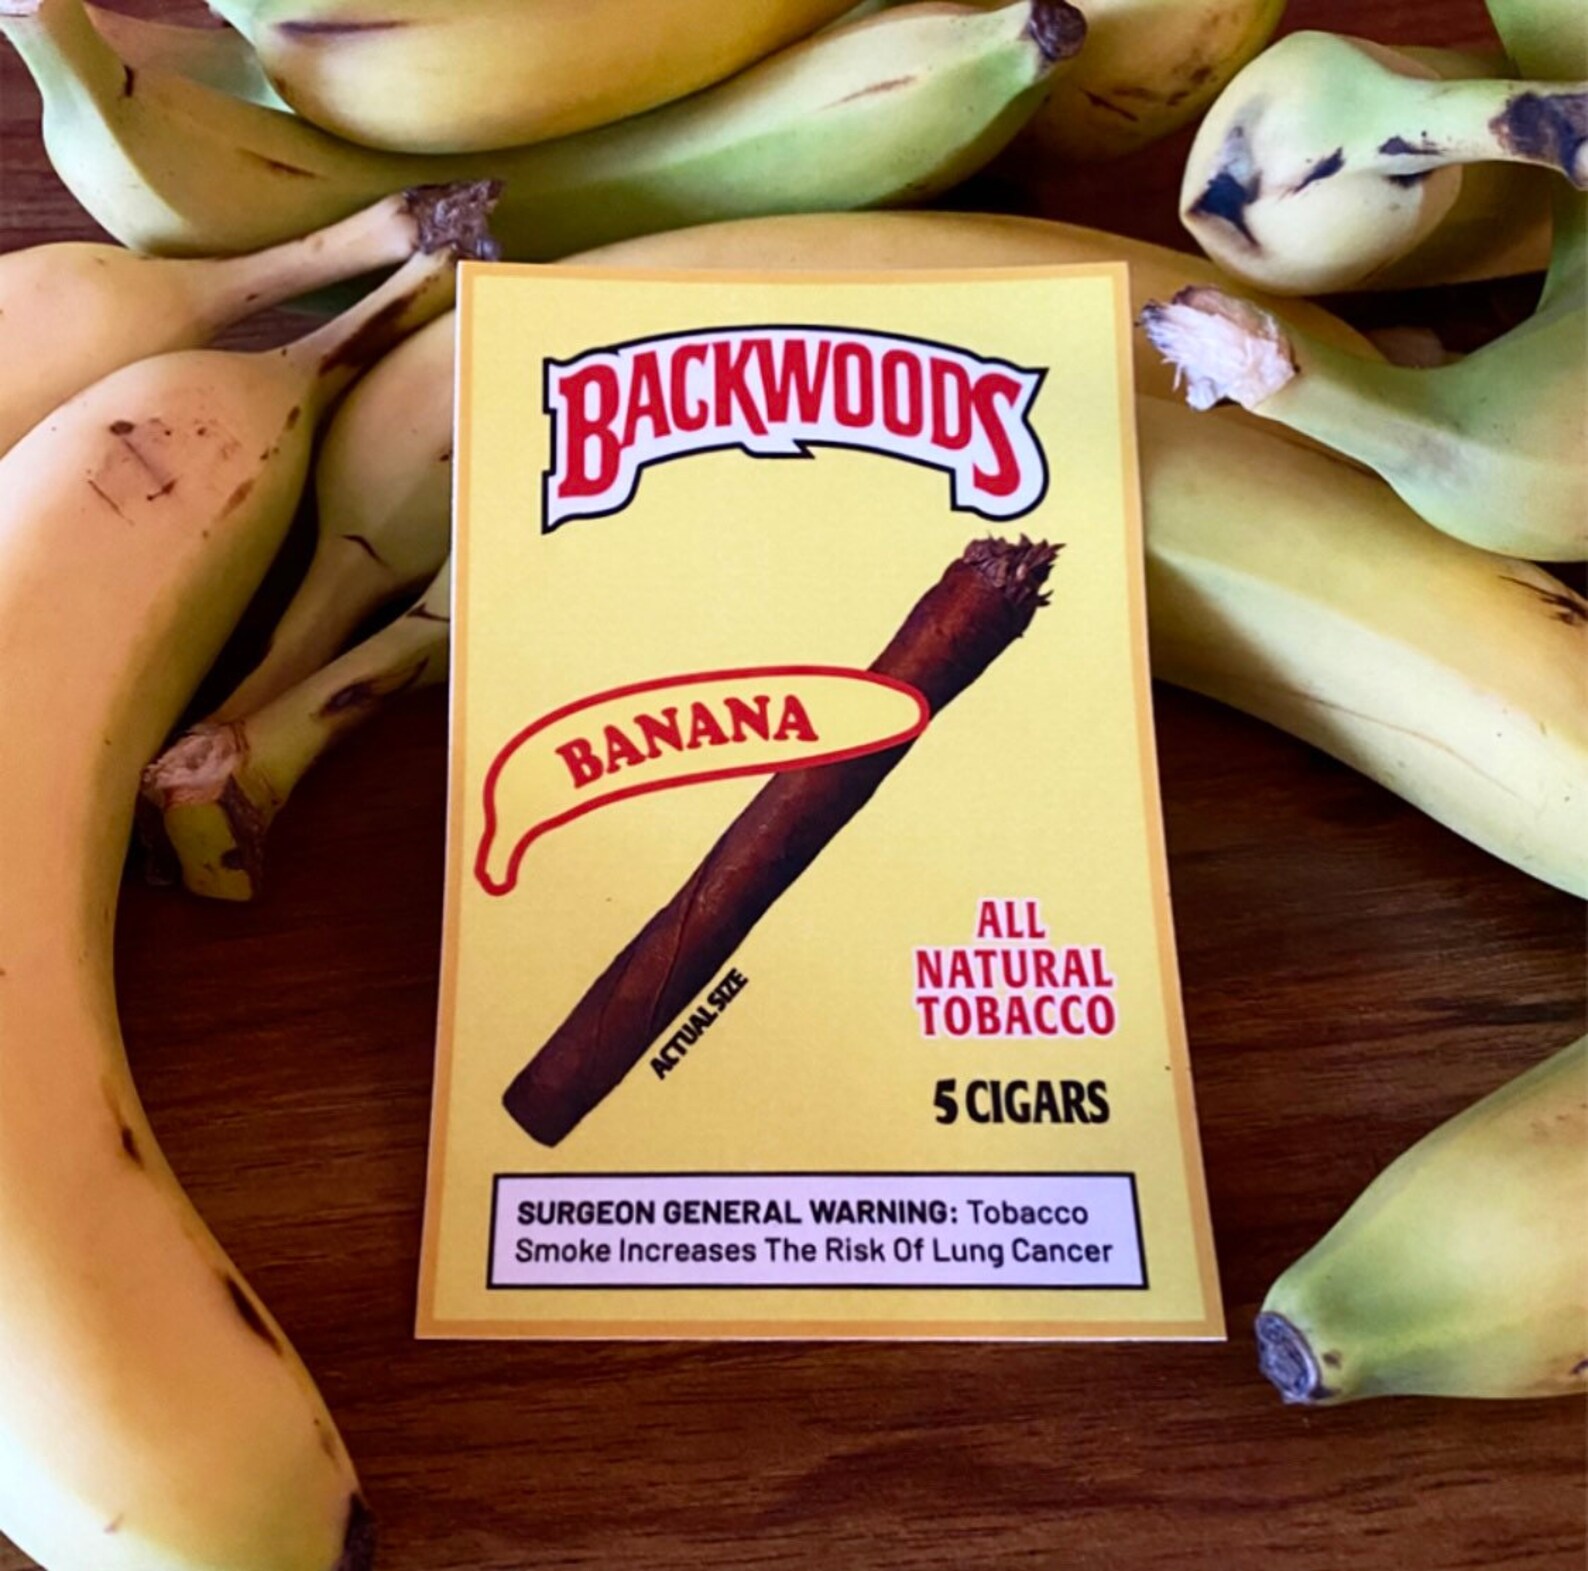 BACKWOODS
BANANA
ACTUAL SIZE
ALL
NATURAL
TOBACCO
5 CIGARS
SURGEON GENERAL WARNING: Tobacco
Smoke Increases The Risk Of Lung Cancer